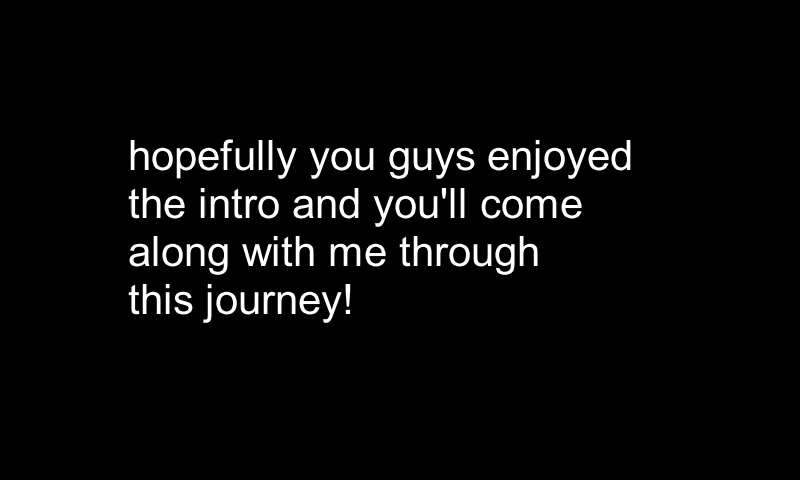 hopefully you guys enjoyed
the intro and you'll come
along with me through
this journey!